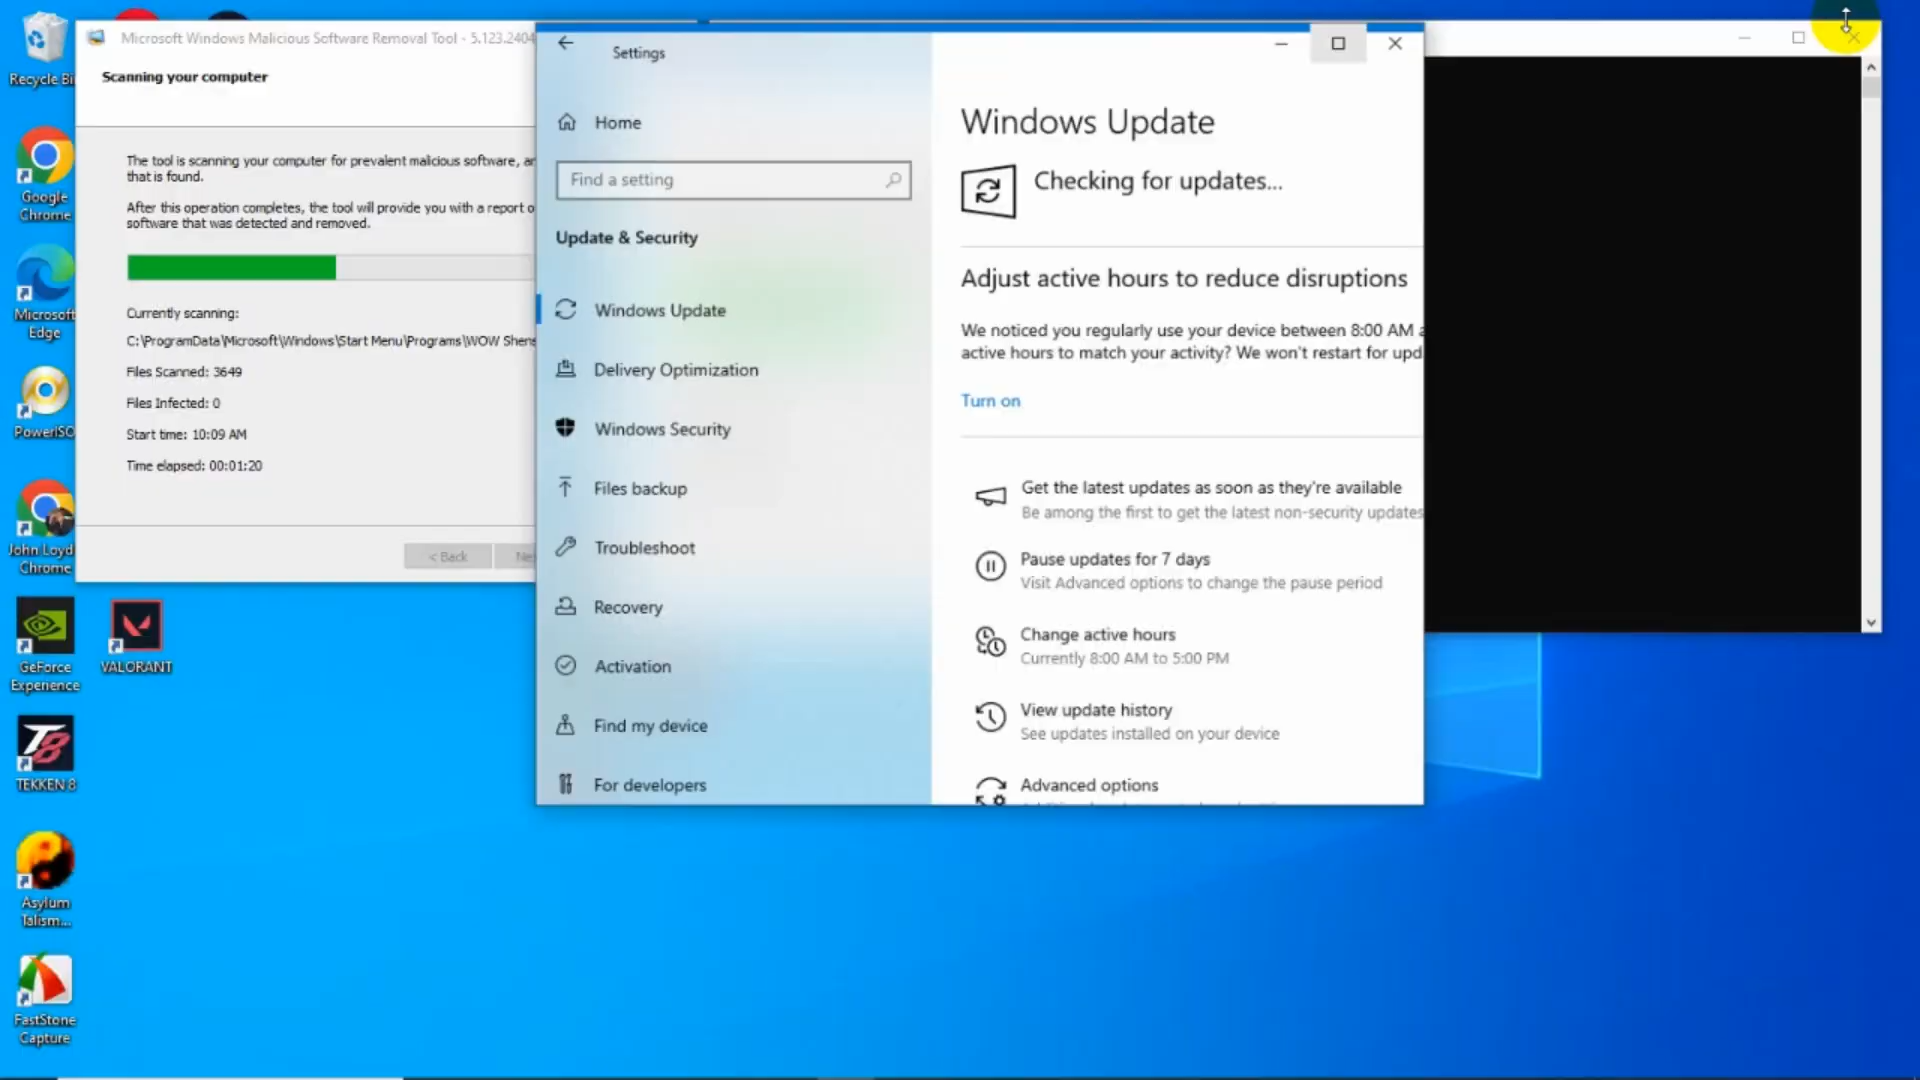 Recycle Bi
Google
Chrome
Microsoft
Edge
PowerISO
John Loyd
Chrome
GeForce
Experience
VALORANT
TEKKEN 8
Asylum
Talism...
FastStone
Capture
Microsoft Windows Malicious Software Removal Tool - 5.123.2404
Scanning your computer
The tool is scanning your computer for prevalent malicious software, an
that is found.
After this operation completes, the tool will provide you with a report o
software that was detected and removed.
Currently scanning:
C:\ProgramData\Microsoft\Windows\Start Menu\Programs\WOW Shens
Files Scanned: 3649
Files Infected: 0
Start time: 10:09 AM
Time elapsed: 00:01:20
< Back
Ne
Settings
Home
Find a setting
Update & Security
Windows Update
Delivery Optimization
Windows Security
Files backup
Troubleshoot
Recovery
Activation
Find my device
For developers
Windows Update
Checking for updates...
Adjust active hours to reduce disruptions
We noticed you regularly use your device between 8:00 AM a
active hours to match your activity? We won't restart for upd
Turn on
Get the latest updates as soon as they're available
Be among the first to get the latest non-security updates
Pause updates for 7 days
Visit Advanced options to change the pause period
Change active hours
Currently 8:00 AM to 5:00 PM
View update history
See updates installed on your device
Advanced options